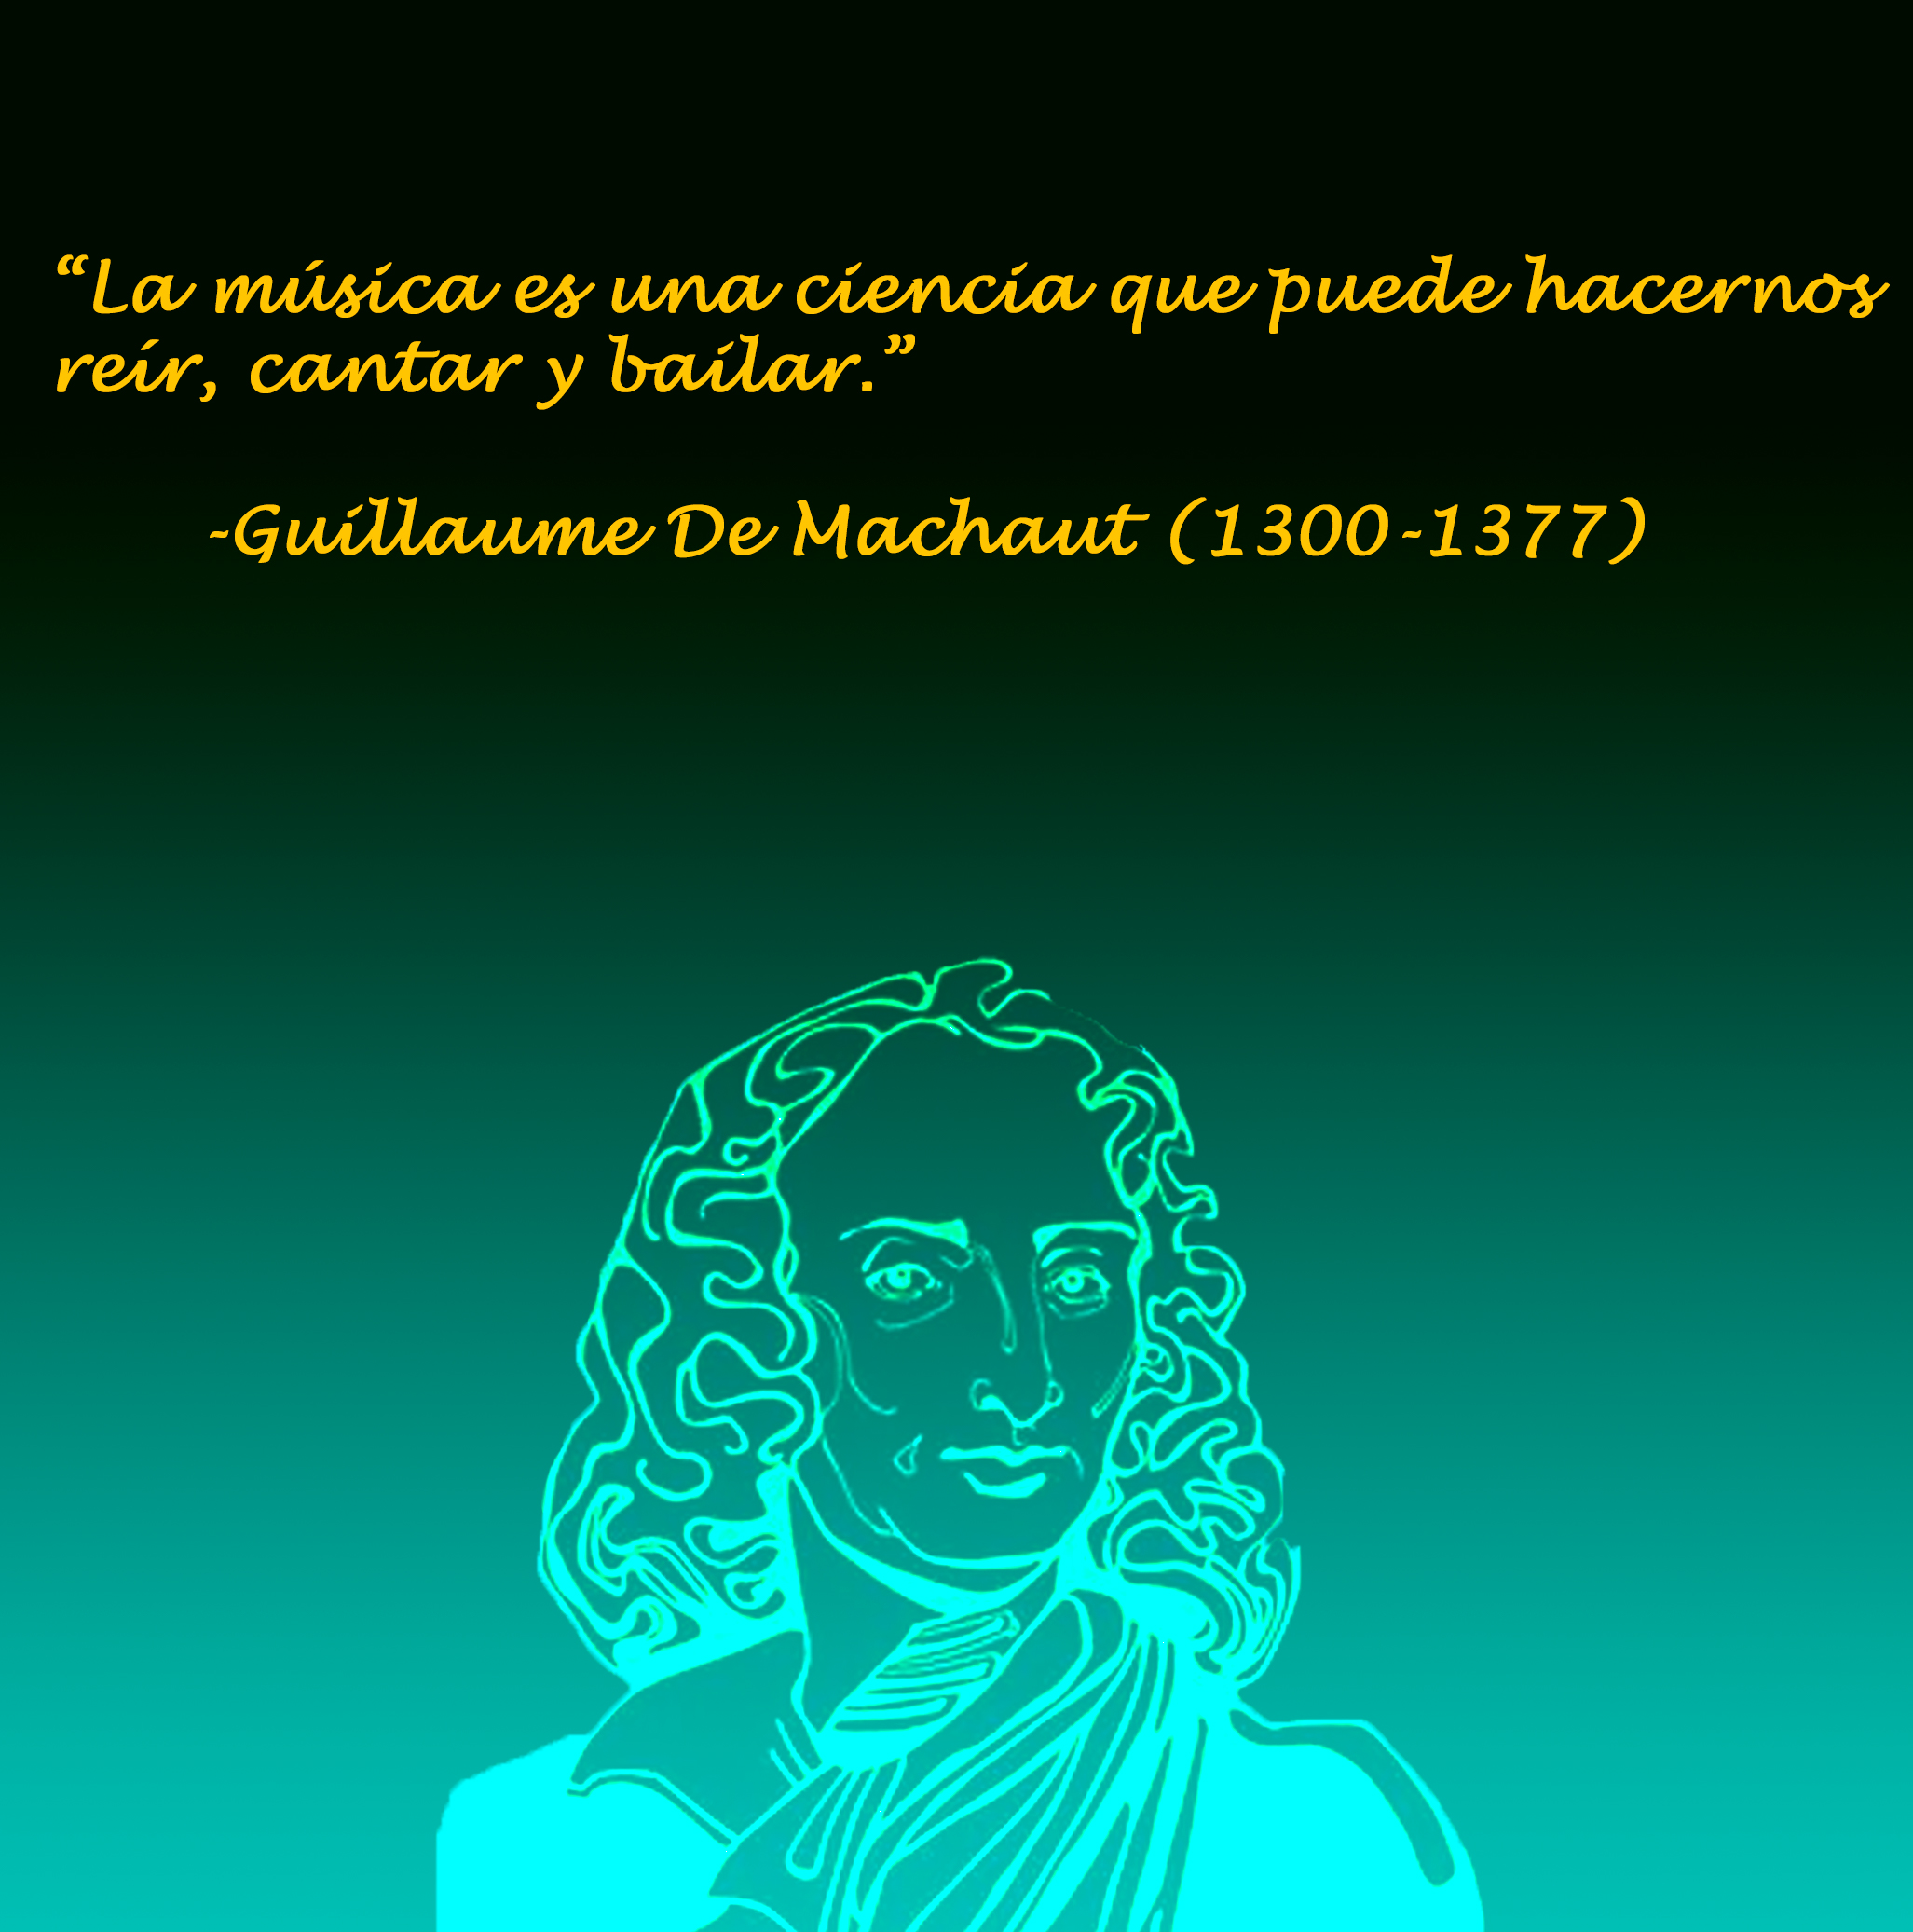 “La música es una ciencia que puede hacernos
reír, cantar y bailar.”
-Guillaume De Machaut (1300-1377)